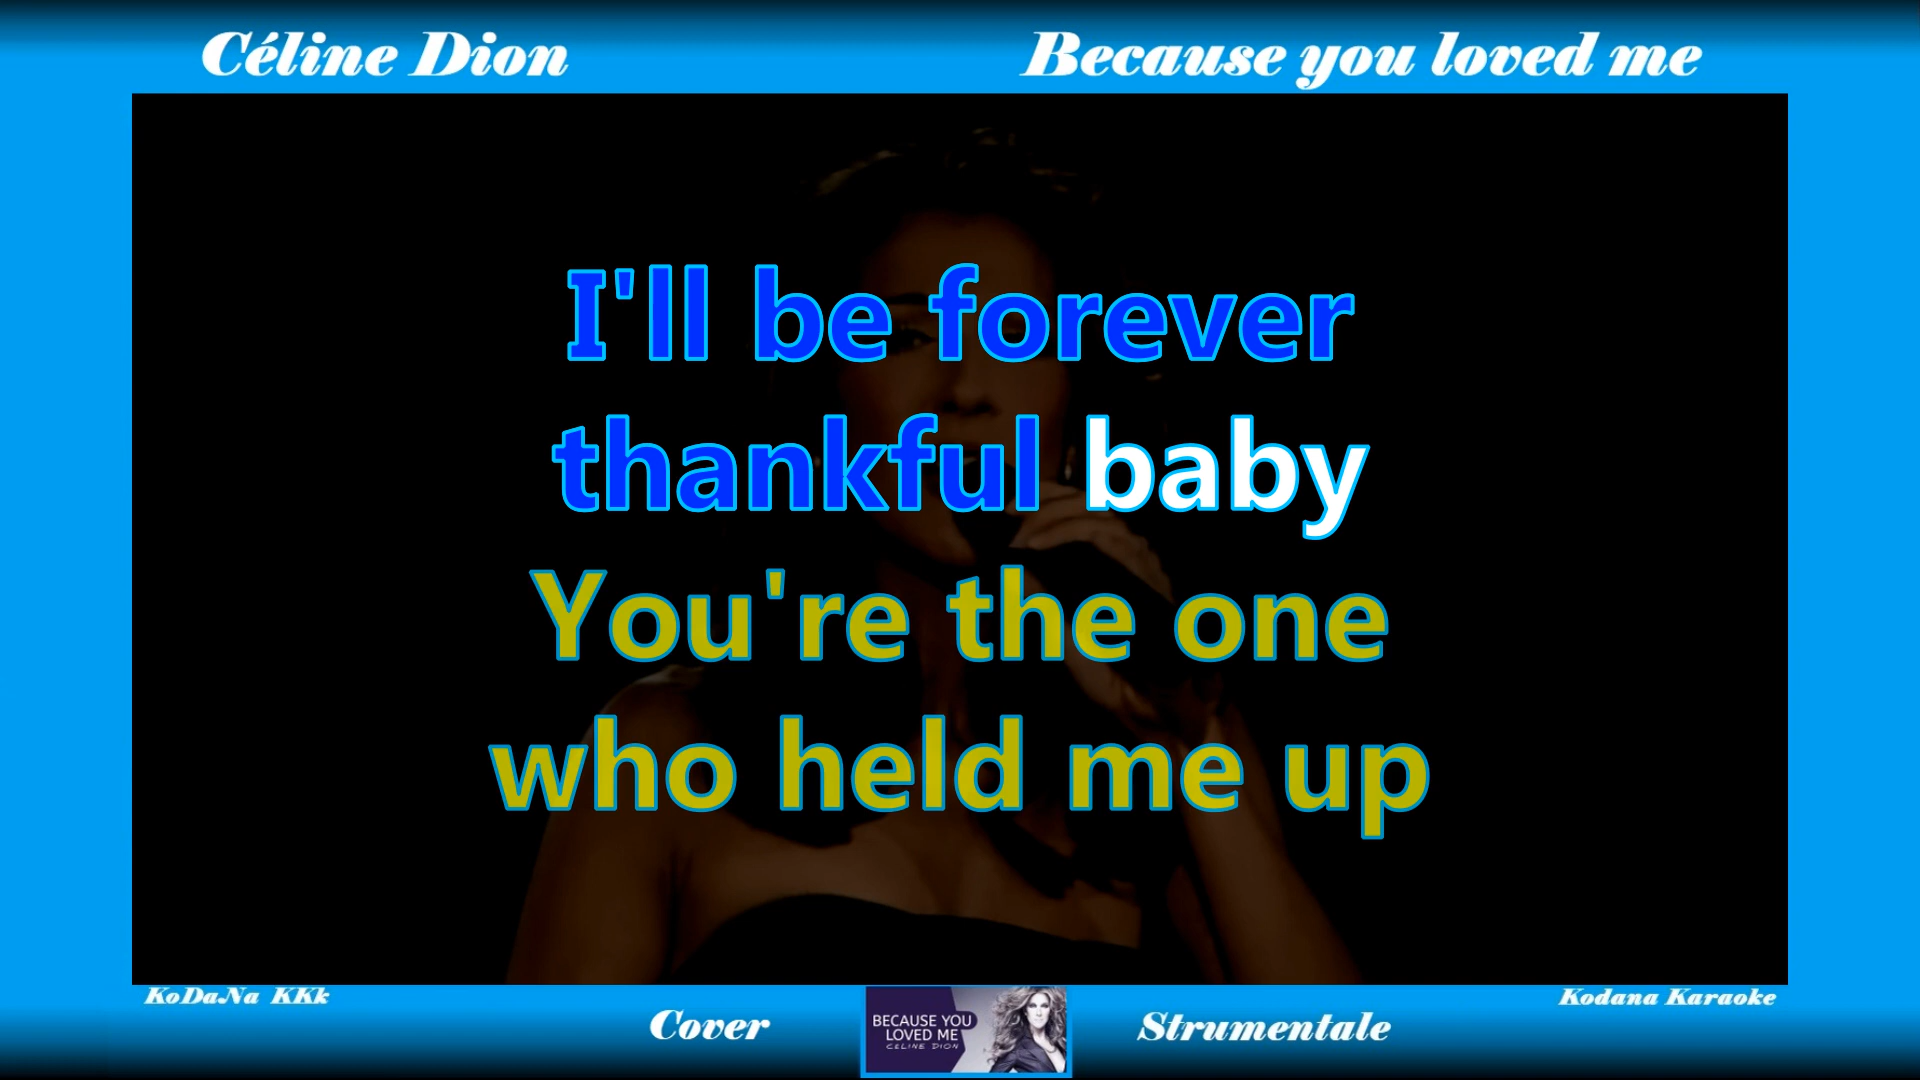 Céline Dion
Because you loved me
I'll be forever
thankful baby
You're the one
who held me up
KoDaNa KKk
Kodana Karaoke
Cover
BECAUSE YOU
LOVED ME
CELINE DION
Strumentale